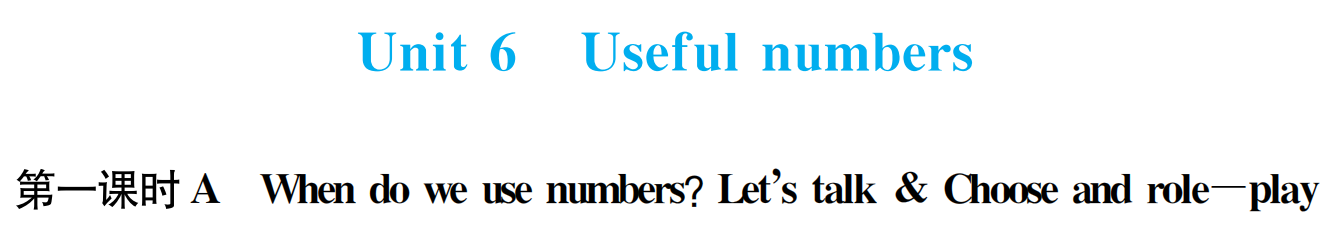 Unit 6 Useful numbers
第一课时 A When do we use numbers? Let's talk & Choose and role—play